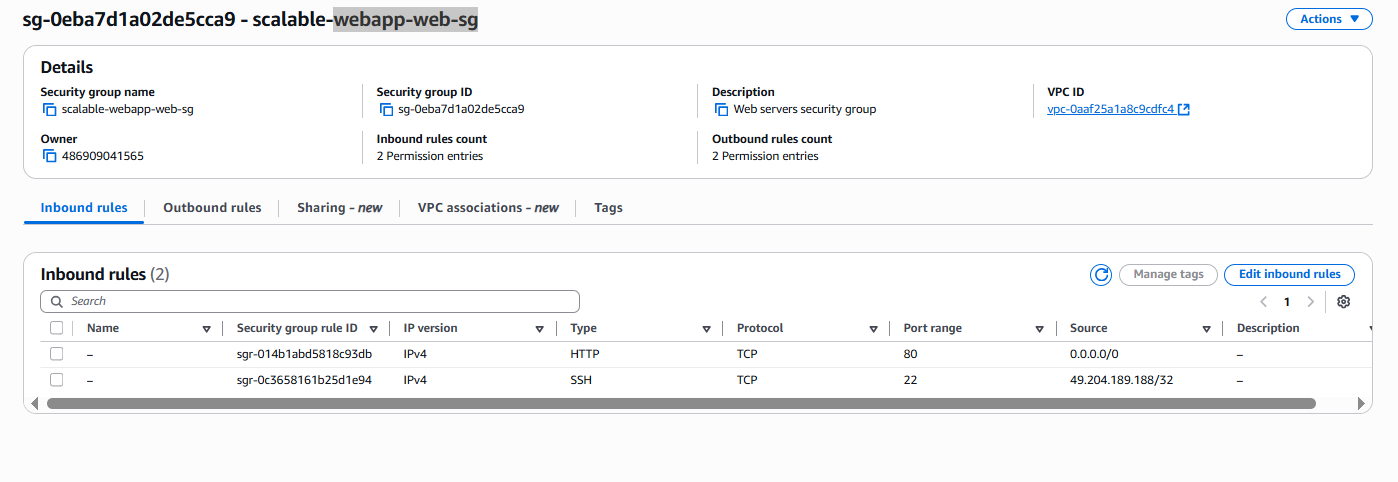 sg-0eba7d1a02de5cca9 - scalable-webapp-web-sg
Actions
Details
Security group name
scalable-webapp-web-sg
Security group ID
sg-0eba7d1a02de5cca9
Description
Web servers security group
VPC ID
vpc-0aaf25a1a8c9cdfc4
Owner
486909041565
Inbound rules count
2 Permission entries
Outbound rules count
2 Permission entries
Inbound rules
Outbound rules
Sharing - new
VPC associations - new
Tags
Inbound rules (2)
Manage tags
Edit inbound rules
Search
1
Name Security group rule ID IP version Type Protocol Port range Source Description
– sgr-014b1abd5818c93db IPv4 HTTP TCP 80 0.0.0.0/0 –
– sgr-0c3658161b25d1e94 IPv4 SSH TCP 22 49.204.189.188/32 –